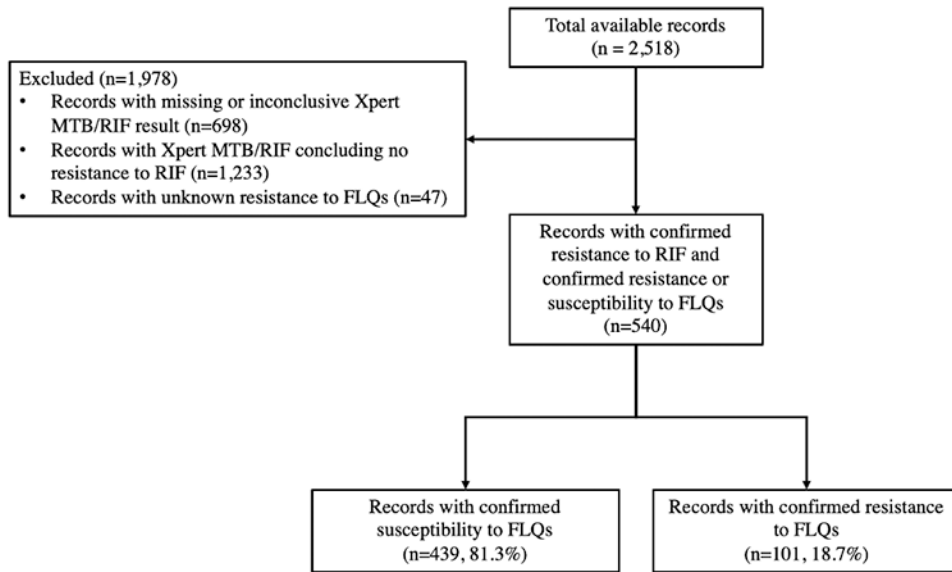 Total available records
(n = 2,518)
Excluded (n=1,978)
• Records with missing or inconclusive Xpert
MTB/RIF result (n=698)
• Records with Xpert MTB/RIF concluding no
resistance to RIF (n=1,233)
• Records with unknown resistance to FLQs (n=47)
Records with confirmed
resistance to RIF and
confirmed resistance or
susceptibility to FLQs
(n=540)
Records with confirmed
susceptibility to FLQs
(n=439, 81.3%)
Records with confirmed resistance
to FLQs
(n=101, 18.7%)